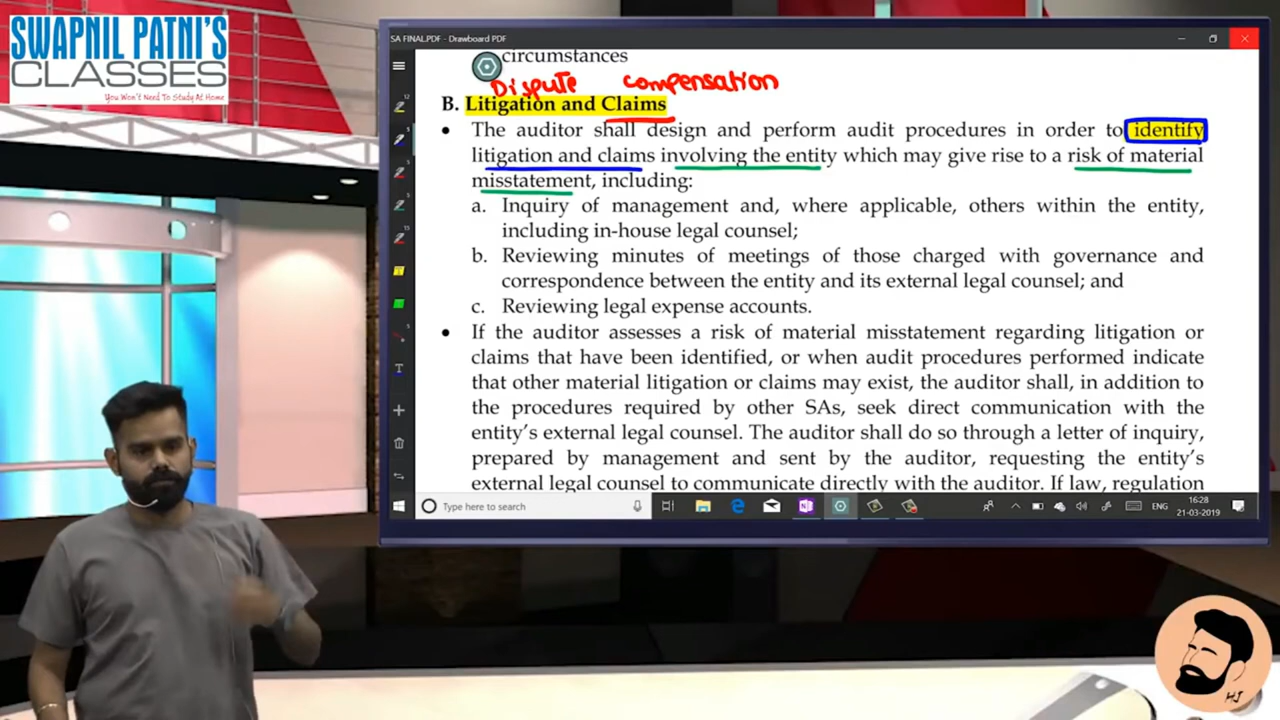 SWAPNIL PATNI'S
CLASSES
You Won't Need To Study At Home
SA FINAL.PDF - Drawboard PDF
circumstances
Dispute compensation
B. Litigation and Claims
• The auditor shall design and perform audit procedures in order to identify
litigation and claims involving the entity which may give rise to a risk of material
misstatement, including:
a. Inquiry of management and, where applicable, others within the entity,
including in-house legal counsel;
b. Reviewing minutes of meetings of those charged with governance and
correspondence between the entity and its external legal counsel; and
c. Reviewing legal expense accounts.
• If the auditor assesses a risk of material misstatement regarding litigation or
claims that have been identified, or when audit procedures performed indicate
that other material litigation or claims may exist, the auditor shall, in addition to
the procedures required by other SAs, seek direct communication with the
entity's external legal counsel. The auditor shall do so through a letter of inquiry,
prepared by management and sent by the auditor, requesting the entity's
external legal counsel to communicate directly with the auditor. If law, regulation
Type here to search
ENG
16:28
21-03-2019
HJ